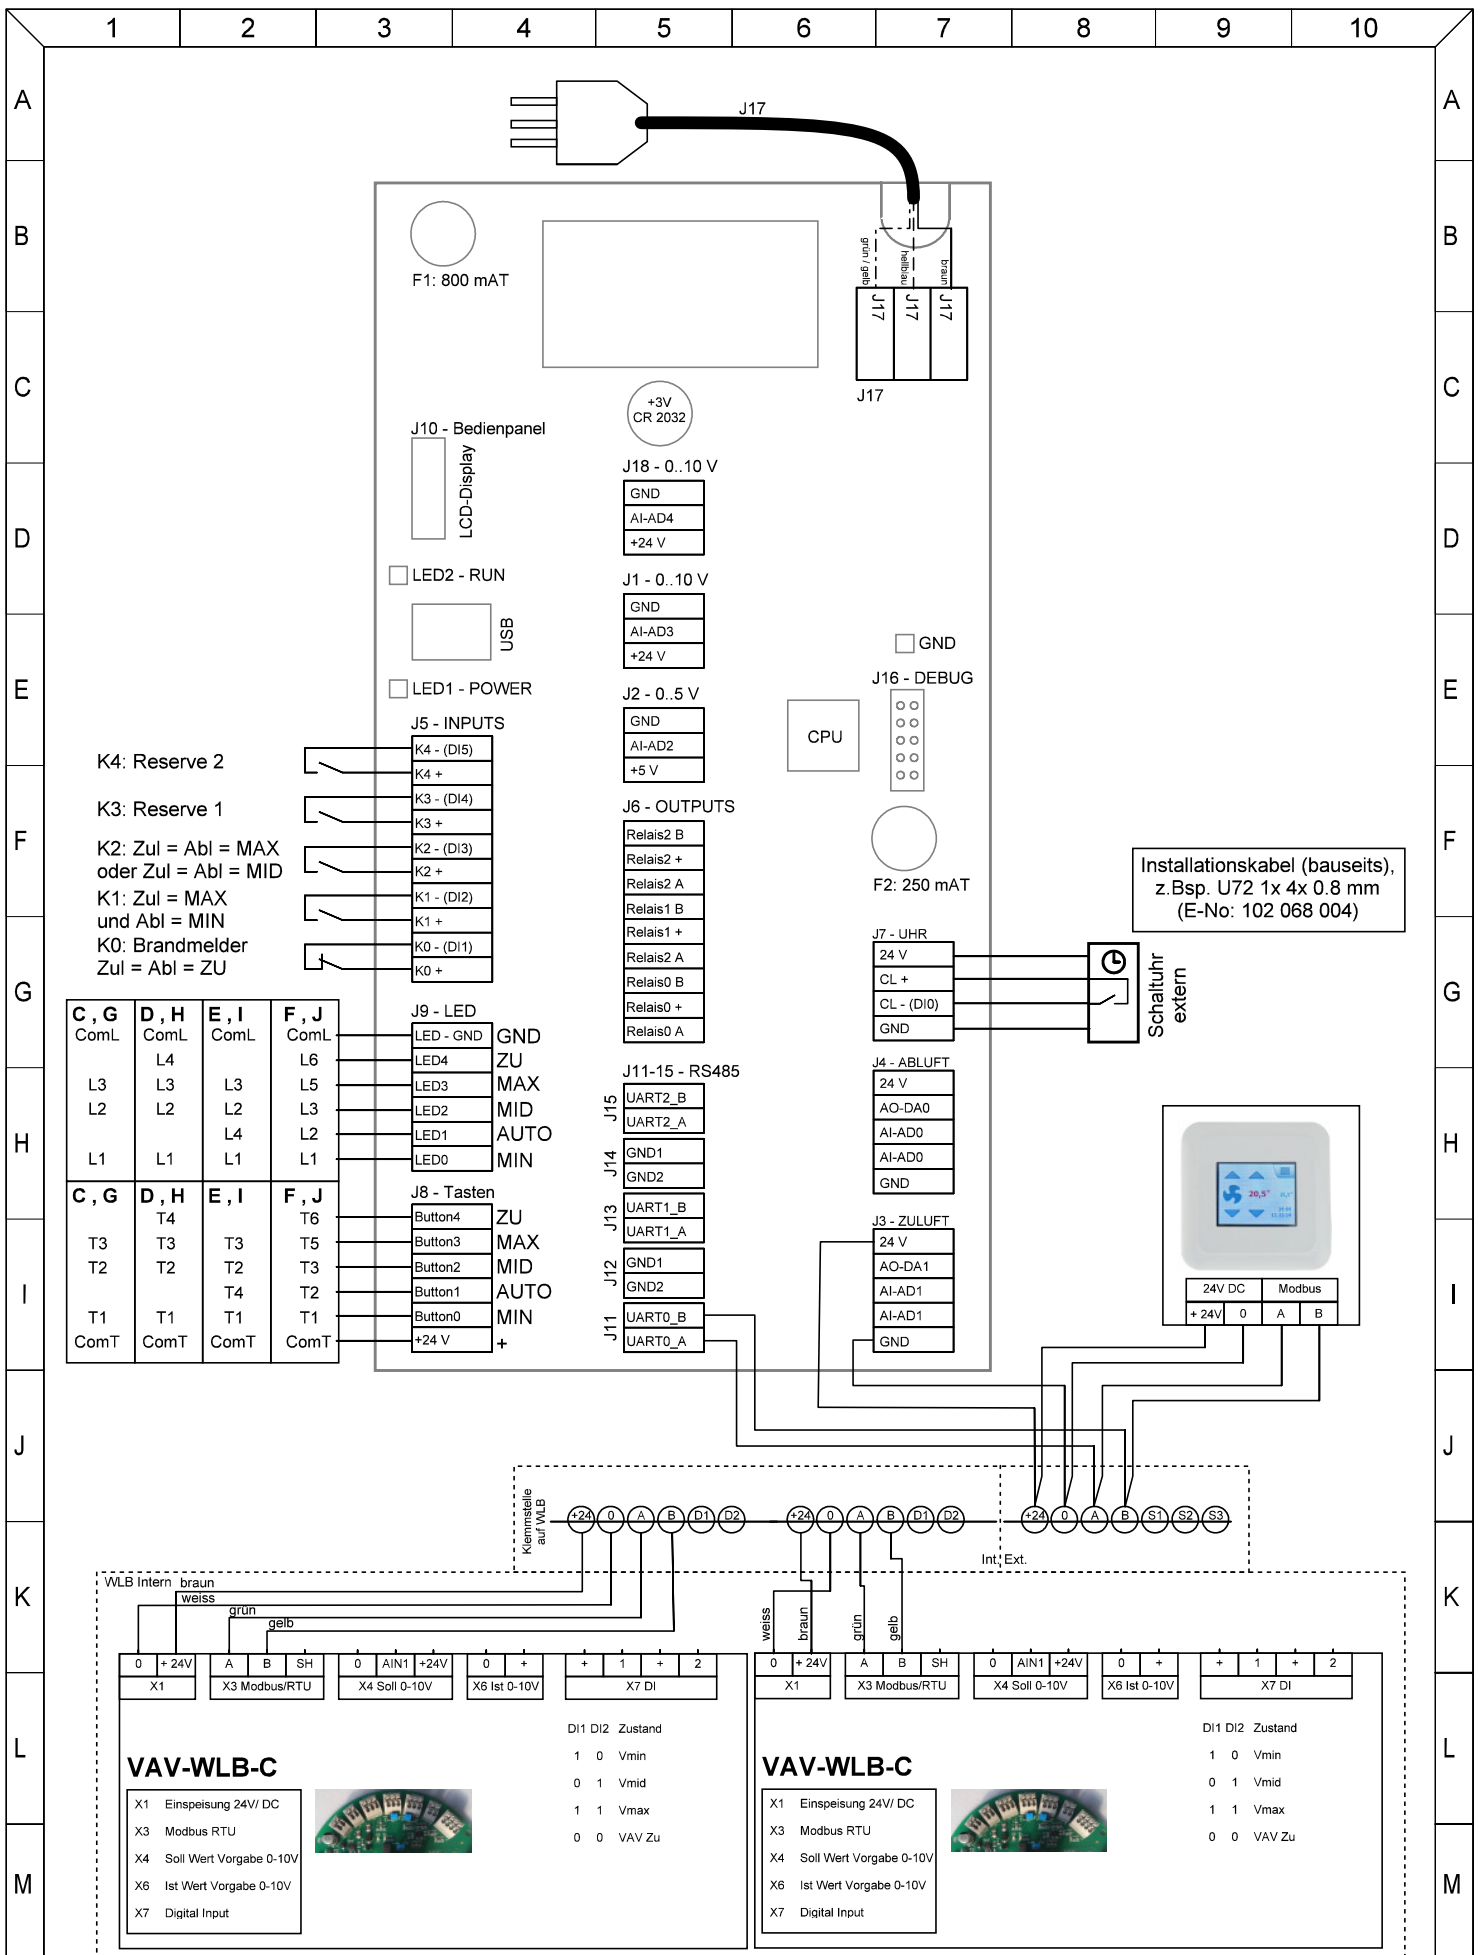 1 2 3 4 5 6 7 8 9 10
A A
J17
B B
F1: 800 mAT
grün / gelb
hellblau
braun
J17 J17 J17
J17
C C
+3V
CR 2032
J10 - Bedienpanel
LCD-Display
J18 - 0..10 V
GND
AI-AD4
+24 V
D D
LED2 - RUN
J1 - 0..10 V
GND
AI-AD3
+24 V
USB
GND
E E
LED1 - POWER
J2 - 0..5 V
GND
AI-AD2
+5 V
J16 - DEBUG
CPU
J5 - INPUTS
K4 - (DI5)
K4 +
K3 - (DI4)
K3 +
K2 - (DI3)
K2 +
K1 - (DI2)
K1 +
K0 - (DI1)
K0 +
K4: Reserve 2
K3: Reserve 1
K2: Zul = Abl = MAX
oder Zul = Abl = MID
K1: Zul = MAX
und Abl = MIN
K0: Brandmelder
Zul = Abl = ZU
F F
J6 - OUTPUTS
Relais2 B
Relais2 +
Relais2 A
Relais1 B
Relais1 +
Relais2 A
Relais0 B
Relais0 +
Relais0 A
F2: 250 mAT
Installationskabel (bauseits),
z.Bsp. U72 1x 4x 0.8 mm
(E-No: 102 068 004)
G G
J7 - UHR
24 V
CL +
CL - (DI0)
GND
Schaltuhr
extern
C , G D , H E , I F , J
ComL ComL ComL ComL
L4 L6
L3 L3 L3 L5
L2 L2 L2 L3
L4 L2
L1 L1 L1 L1
J9 - LED
LED - GND GND
LED4 ZU
LED3 MAX
LED2 MID
LED1 AUTO
LED0 MIN
H H
J11-15 - RS485
J15
UART2_B
UART2_A
J14
GND1
GND2
J13
UART1_B
UART1_A
J12
GND1
GND2
J11
UART0_B
UART0_A
J4 - ABLUFT
24 V
AO-DA0
AI-AD0
AI-AD0
GND
J3 - ZULUFT
24 V
AO-DA1
AI-AD1
AI-AD1
GND
C , G D , H E , I F , J
T4 T6
T3 T3 T3 T5
T2 T2 T2 T3
T4 T2
T1 T1 T1 T1
ComT ComT ComT ComT
J8 - Tasten
Button4 ZU
Button3 MAX
Button2 MID
Button1 AUTO
Button0 MIN
+24 V +
I I
20,5°
24V DC Modbus
+ 24V 0 A B
J J
Klemmstelle
auf WLB
+24 0 A B D1 D2 +24 0 A B D1 D2 +24 0 A B S1 S2 S3
Int. Ext.
K K
WLB Intern
braun
weiss
grün
gelb
weiss
braun
grün
gelb
0 + 24V A B SH 0 AIN1 +24V 0 + + 1 + 2
X1 X3 Modbus/RTU X4 Soll 0-10V X6 Ist 0-10V X7 DI
0 + 24V A B SH 0 AIN1 +24V 0 + + 1 + 2
X1 X3 Modbus/RTU X4 Soll 0-10V X6 Ist 0-10V X7 DI
L L
DI1 DI2 Zustand
1 0 Vmin
0 1 Vmid
1 1 Vmax
0 0 VAV Zu
VAV-WLB-C
X1 Einspeisung 24V/ DC
X3 Modbus RTU
X4 Soll Wert Vorgabe 0-10V
X6 Ist Wert Vorgabe 0-10V
X7 Digital Input
DI1 DI2 Zustand
1 0 Vmin
0 1 Vmid
1 1 Vmax
0 0 VAV Zu
VAV-WLB-C
X1 Einspeisung 24V/ DC
X3 Modbus RTU
X4 Soll Wert Vorgabe 0-10V
X6 Ist Wert Vorgabe 0-10V
X7 Digital Input
M M